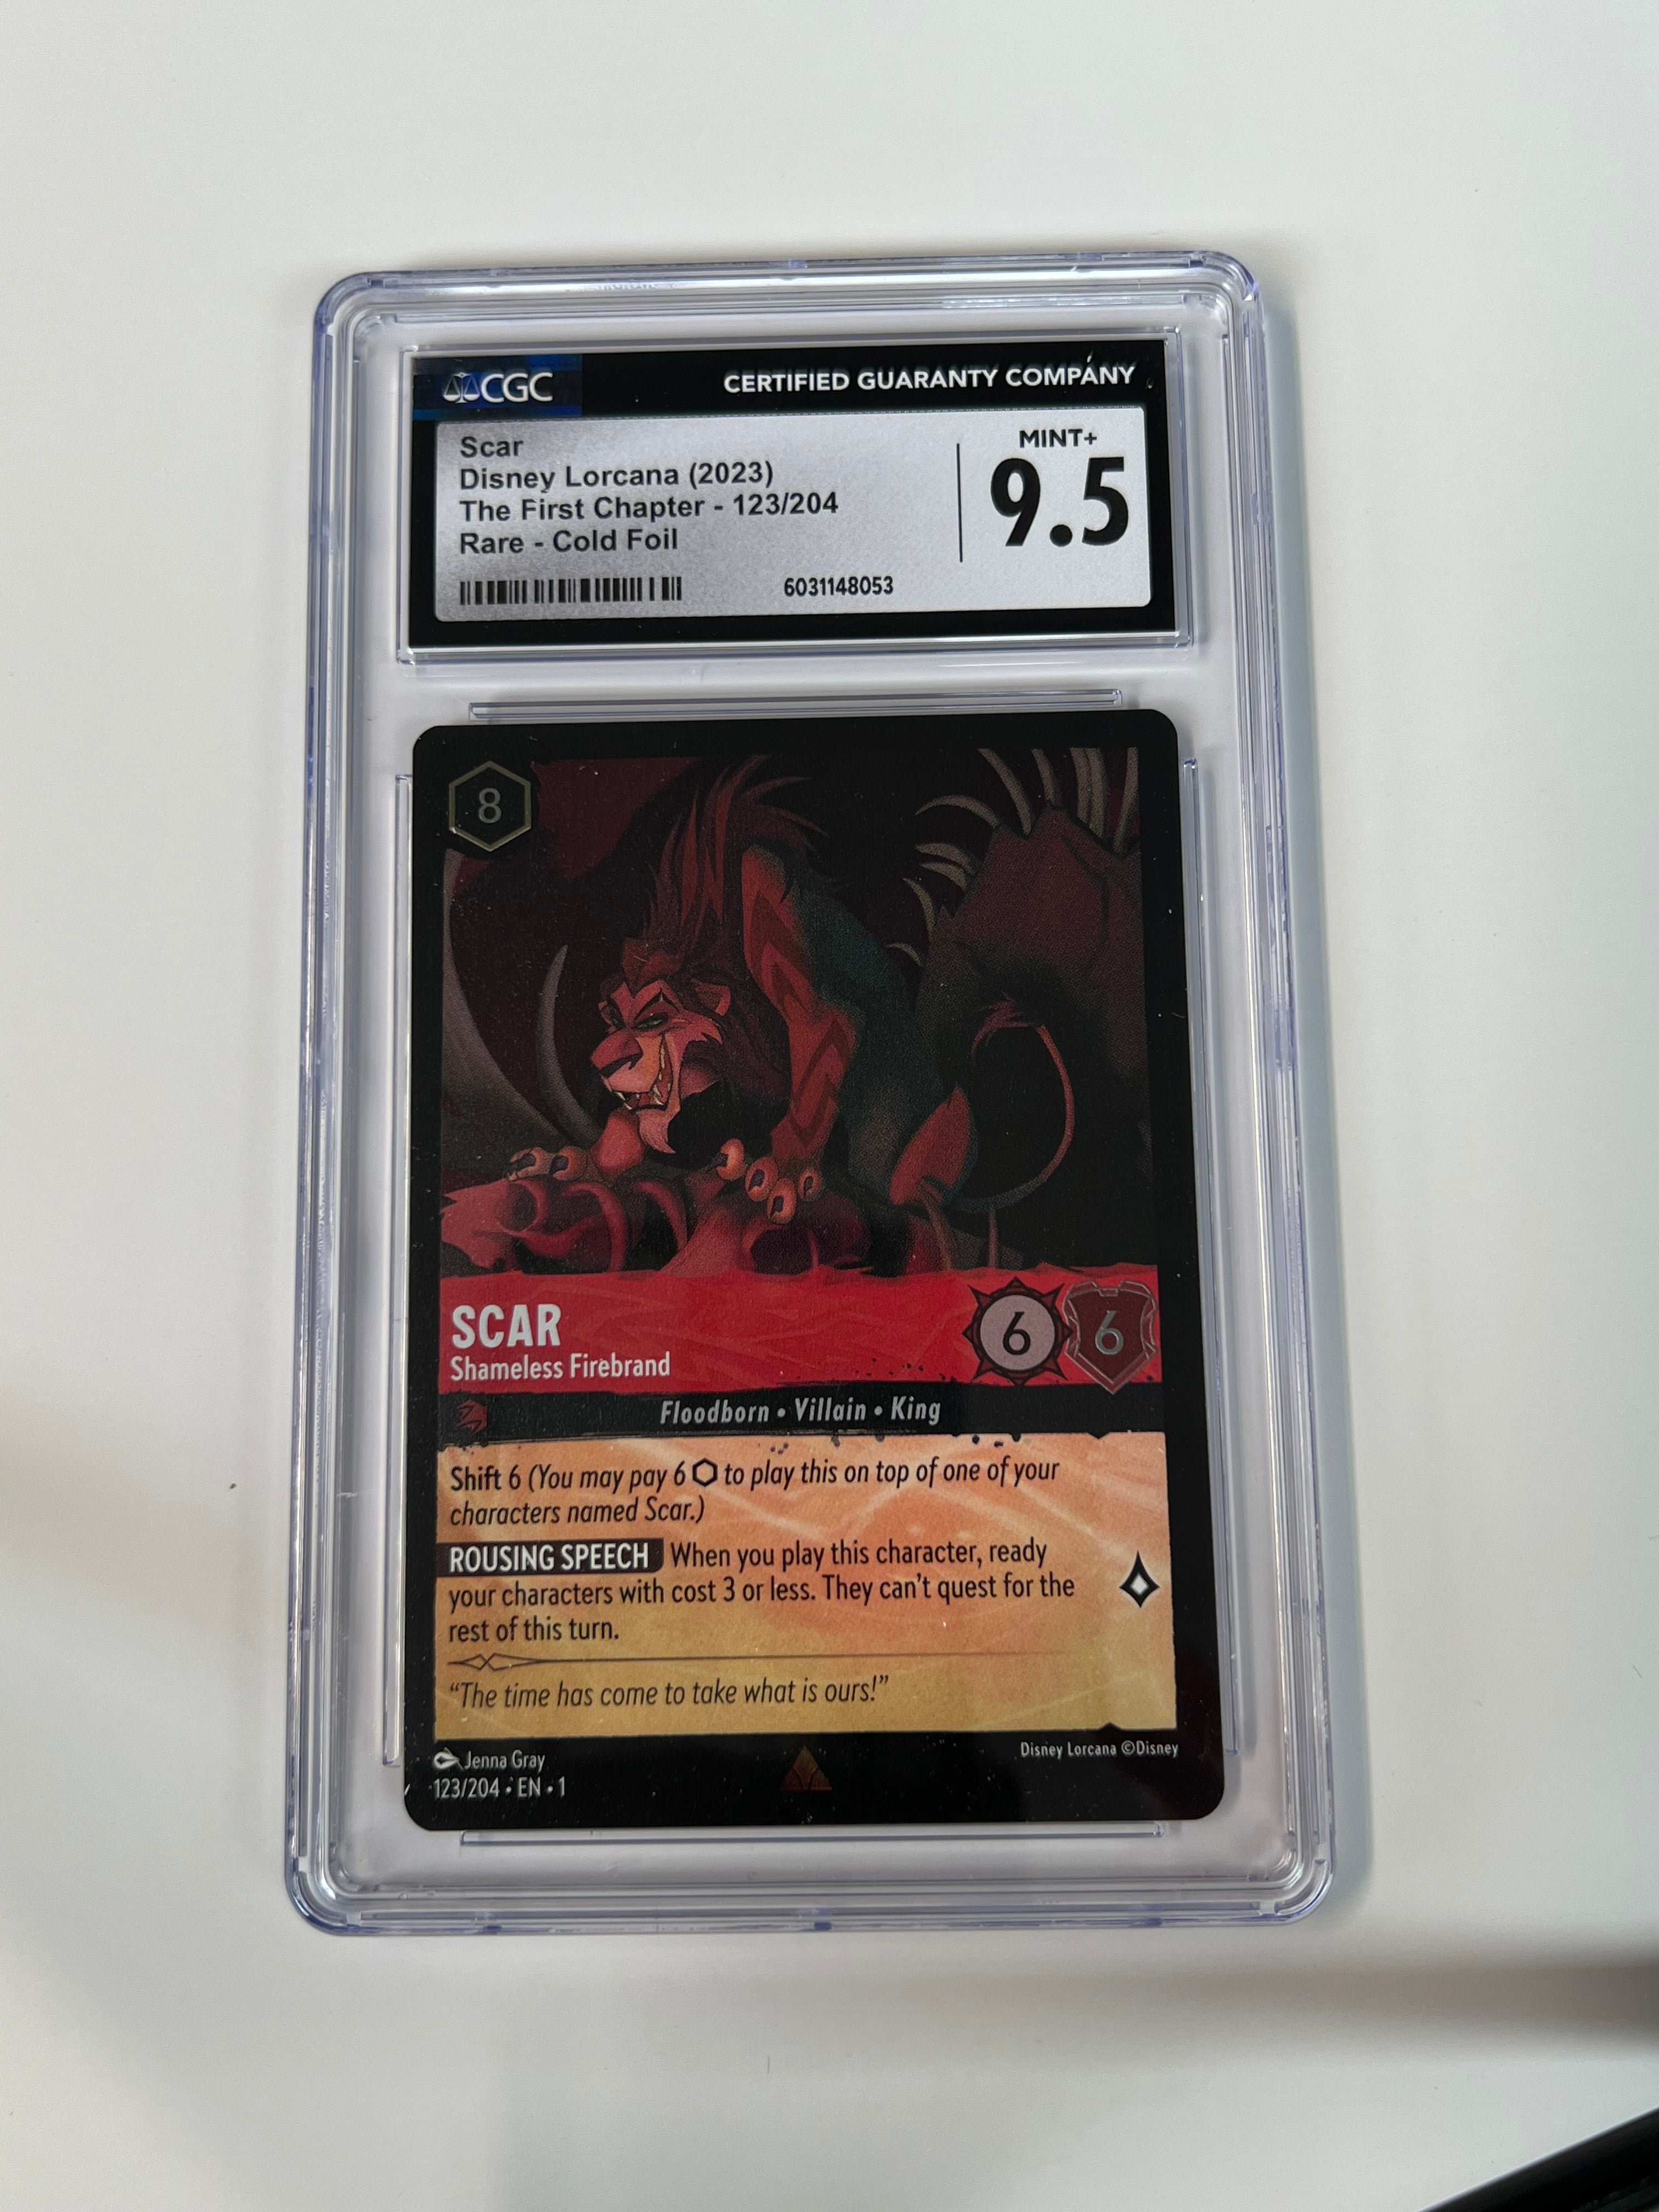 CGC
CERTIFIED GUARANTY COMPANY
Scar
Disney Lorcana (2023)
The First Chapter - 123/204
Rare - Cold Foil
MINT+
9.5
6031148053
8
SCAR
Shameless Firebrand
6
6
Floodborn • Villain • King
Shift 6 (You may pay 6 to play this on top of one of your
characters named Scar.)
ROUSING SPEECH When you play this character, ready
your characters with cost 3 or less. They can't quest for the
rest of this turn.
“The time has come to take what is ours!”
Jenna Gray
Disney Lorcana ©Disney
123/204 • EN • 1